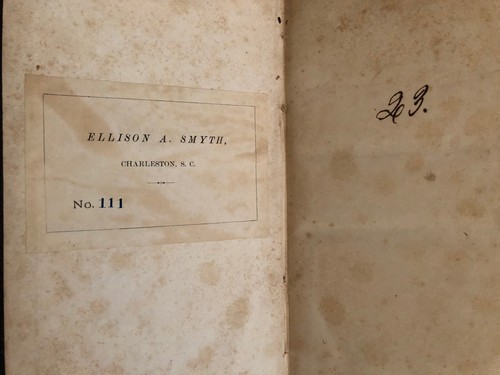 ELLISON A. SMYTH,
CHARLESTON, S. C.
No. 111
23.